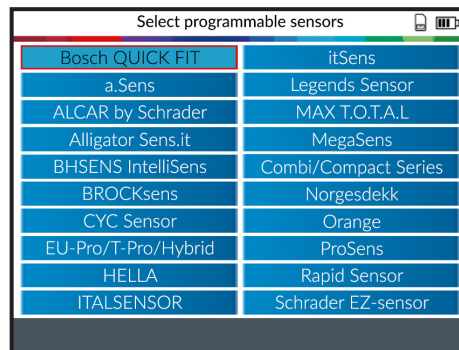 Select programmable sensors
Bosch QUICK FIT
a.Sens
ALCAR by Schrader
Alligator Sens.it
BHSENS IntelliSens
BROCKsens
CYC Sensor
EU-Pro/T-Pro/Hybrid
HELLA
ITALSENSOR
itSens
Legends Sensor
MAX T.O.T.A.L
MegaSens
Combi/Compact Series
Norgesdekk
Orange
ProSens
Rapid Sensor
Schrader EZ-sensor